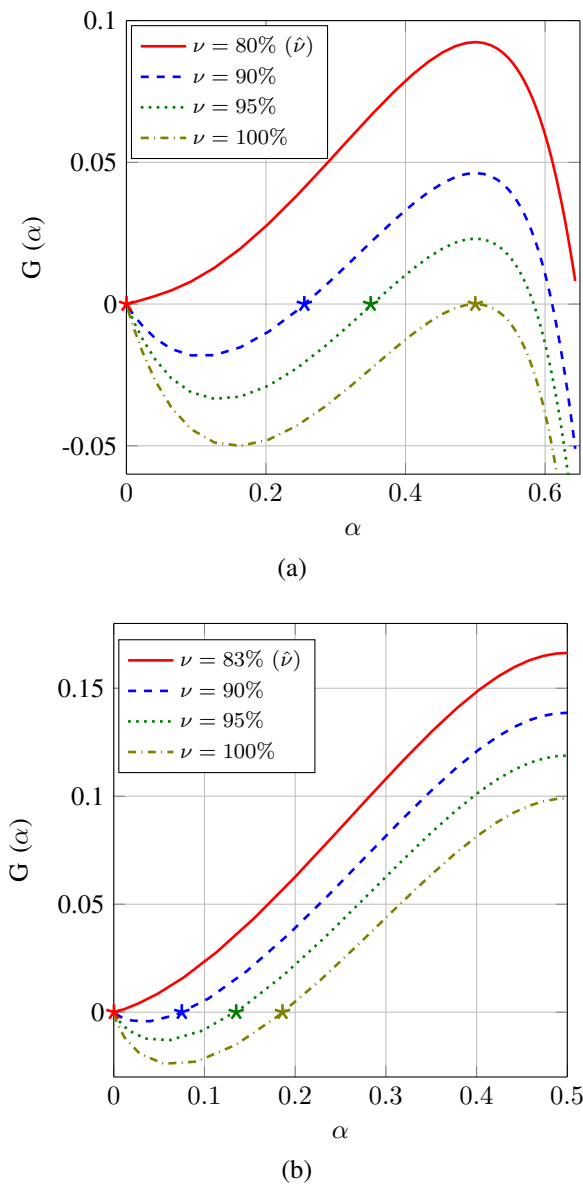 0.1
ν = 80% (ν̂)
ν = 90%
ν = 95%
ν = 100%
0.05
0
-0.05
G (α)
0 0.2 0.4 0.6
α
(a)
ν = 83% (ν̂)
ν = 90%
ν = 95%
ν = 100%
0.15
0.1
0.05
0
G (α)
0 0.1 0.2 0.3 0.4 0.5
α
(b)